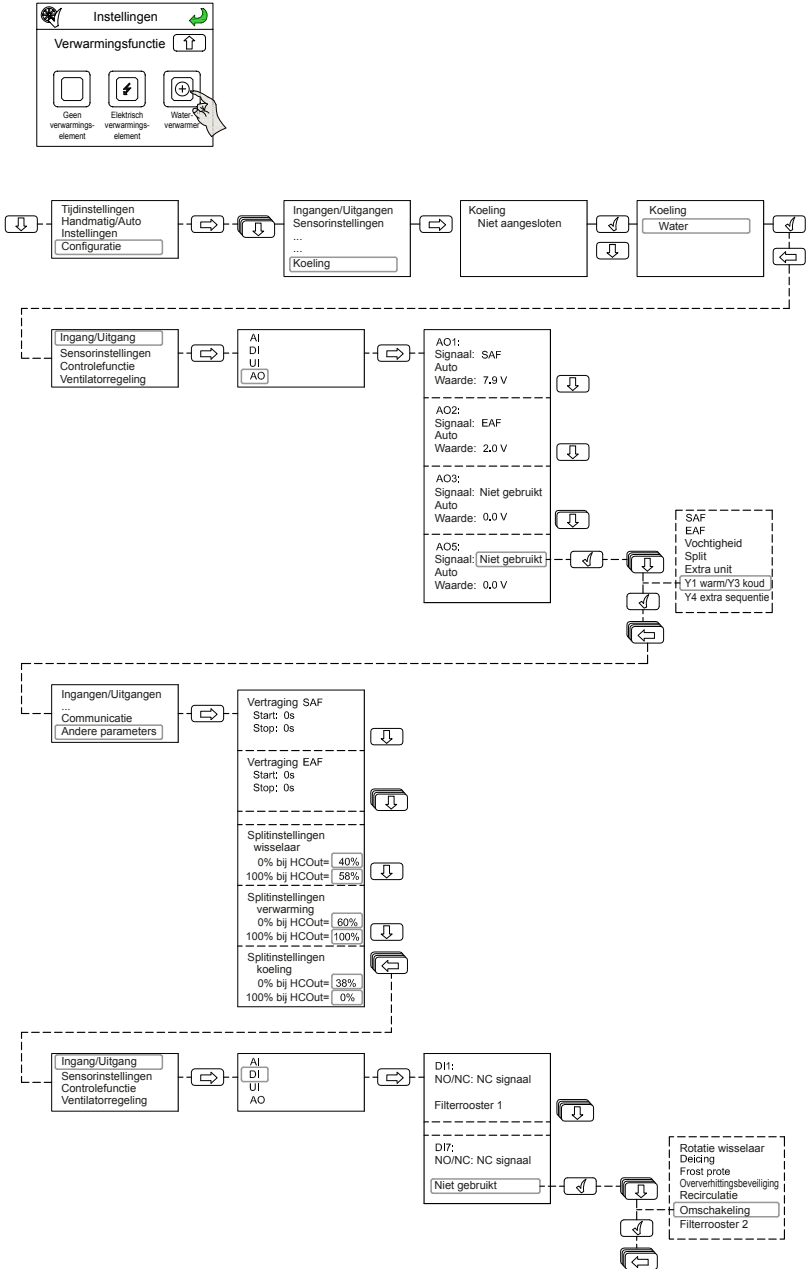 Instellingen
Verwarmingsfunctie
Geen
verwarmings-
element
Elektrisch
verwarmings-
element
Water-
verwarmer
Tijdinstellingen
Handmatig/Auto
Instellingen
Configuratie
Ingangen/Uitgangen
Sensorinstellingen
...
...
Koeling
Koeling
Niet aangesloten
Koeling
Water
Ingang/Uitgang
Sensorinstellingen
Controlefunctie
Ventilatorregeling
AI
DI
UI
AO
AO1:
Signaal: SAF
Auto
Waarde: 7.9 V
AO2:
Signaal: EAF
Auto
Waarde: 2.0 V
AO3:
Signaal: Niet gebruikt
Auto
Waarde: 0.0 V
AO5:
Signaal: Niet gebruikt
Auto
Waarde: 0.0 V
SAF
EAF
Vochtigheid
Split
Extra unit
Y1 warm/Y3 koud
Y4 extra sequentie
Ingangen/Uitgangen
...
Communicatie
Andere parameters
Vertraging SAF
Start: 0s
Stop: 0s
Vertraging EAF
Start: 0s
Stop: 0s
Splitinstellingen
wisselaar
0% bij HCOut= 40%
100% bij HCOut= 58%
Splitinstellingen
verwarming
0% bij HCOut= 60%
100% bij HCOut= 100%
Splitinstellingen
koeling
0% bij HCOut= 38%
100% bij HCOut= 0%
Ingang/Uitgang
Sensorinstellingen
Controlefunctie
Ventilatorregeling
AI
DI
UI
AO
DI1:
NO/NC: NC signaal
Filterrooster 1
DI7:
NO/NC: NC signaal
Niet gebruikt
Rotatie wisselaar
Deicing
Frost prote
Oververhittingsbeveiliging
Recirculatie
Omschakeling
Filterrooster 2